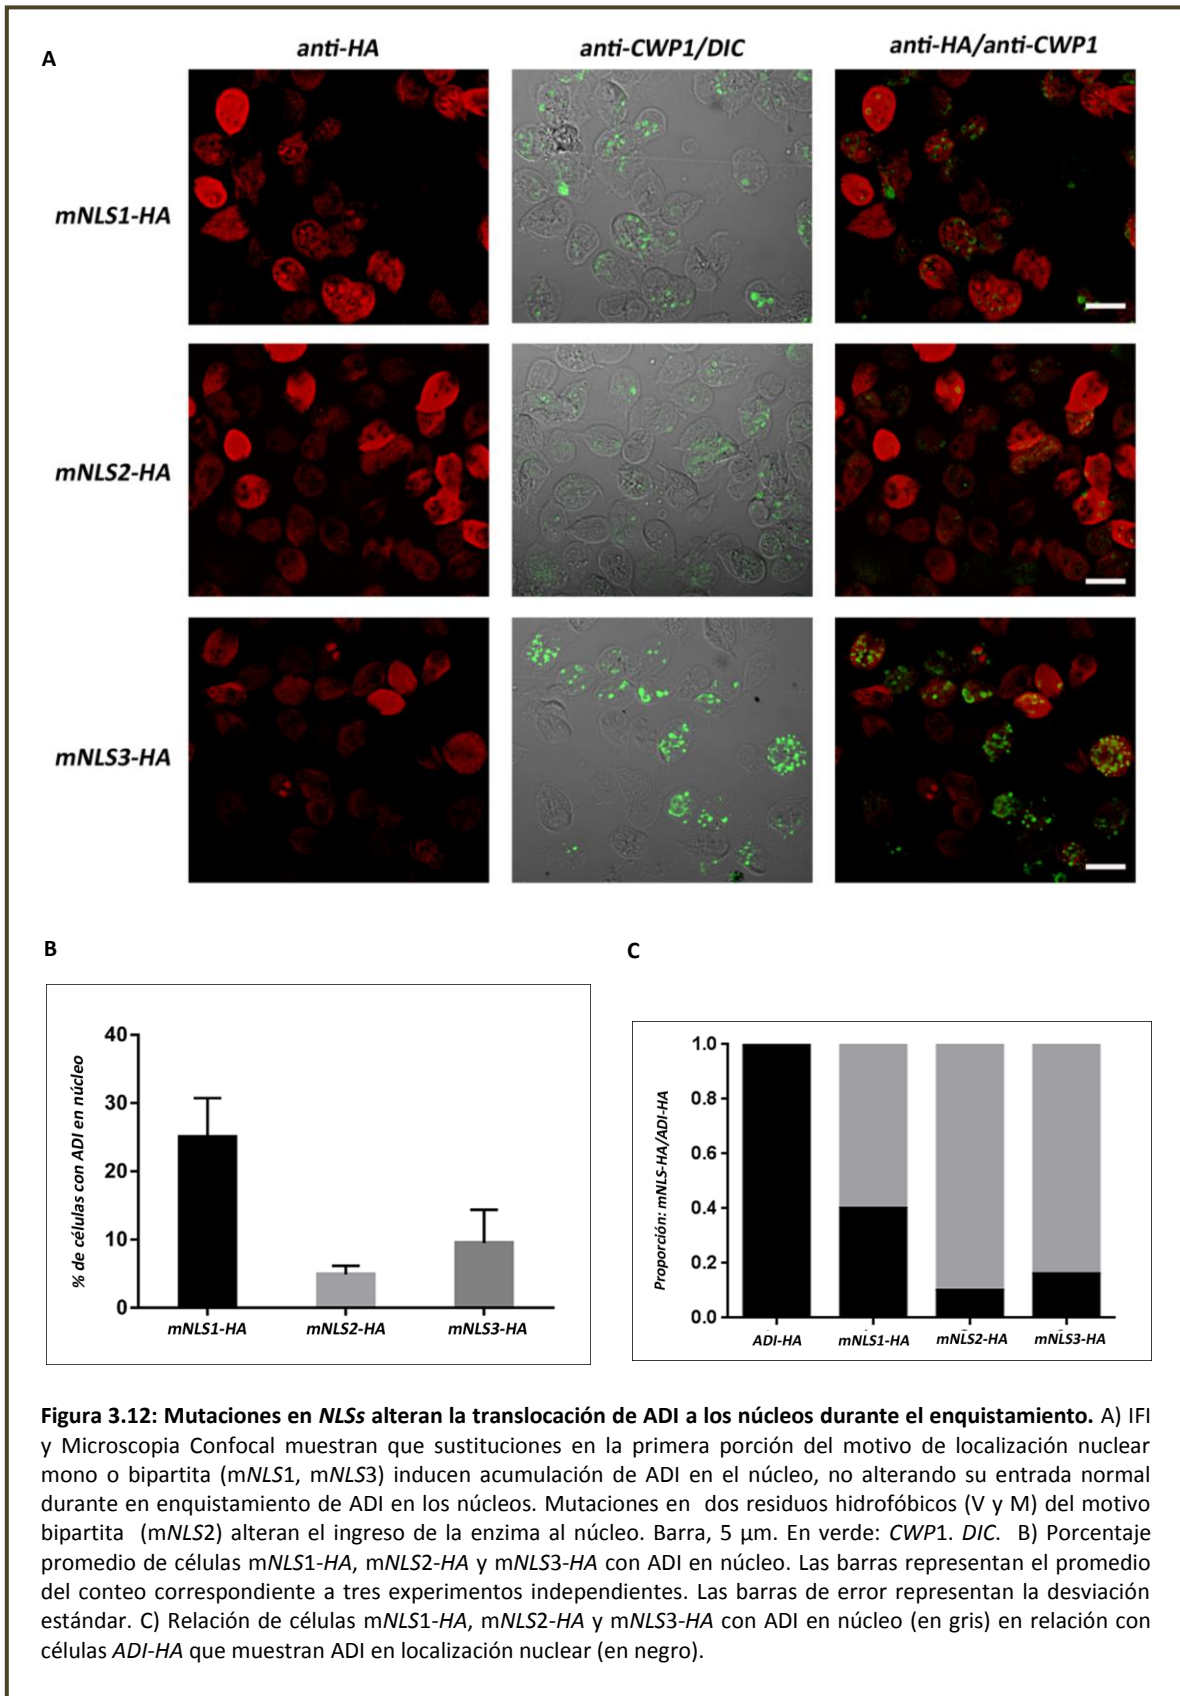 A
anti-HA
anti-CWP1/DIC
anti-HA/anti-CWP1
mNLS1-HA
mNLS2-HA
mNLS3-HA
B
% de células con ADI en núcleo
40
30
20
10
0
mNLS1-HA
mNLS2-HA
mNLS3-HA
C
Proporción: mNLS-HA/ADI-HA
1.0
0.8
0.6
0.4
0.2
0.0
ADI-HA
mNLS1-HA
mNLS2-HA
mNLS3-HA
Figura 3.12: Mutaciones en NLSs alteran la translocación de ADI a los núcleos durante el enquistamiento. A) IFI
y Microscopia Confocal muestran que sustituciones en la primera porción del motivo de localización nuclear
mono o bipartita (mNLS1, mNLS3) inducen acumulación de ADI en el núcleo, no alterando su entrada normal
durante en enquistamiento de ADI en los núcleos. Mutaciones en dos residuos hidrofóbicos (V y M) del motivo
bipartita (mNLS2) alteran el ingreso de la enzima al núcleo. Barra, 5 µm. En verde: CWP1. DIC. B) Porcentaje
promedio de células mNLS1-HA, mNLS2-HA y mNLS3-HA con ADI en núcleo. Las barras representan el promedio
del conteo correspondiente a tres experimentos independientes. Las barras de error representan la desviación
estándar. C) Relación de células mNLS1-HA, mNLS2-HA y mNLS3-HA con ADI en núcleo (en gris) en relación con
células ADI-HA que muestran ADI en localización nuclear (en negro).